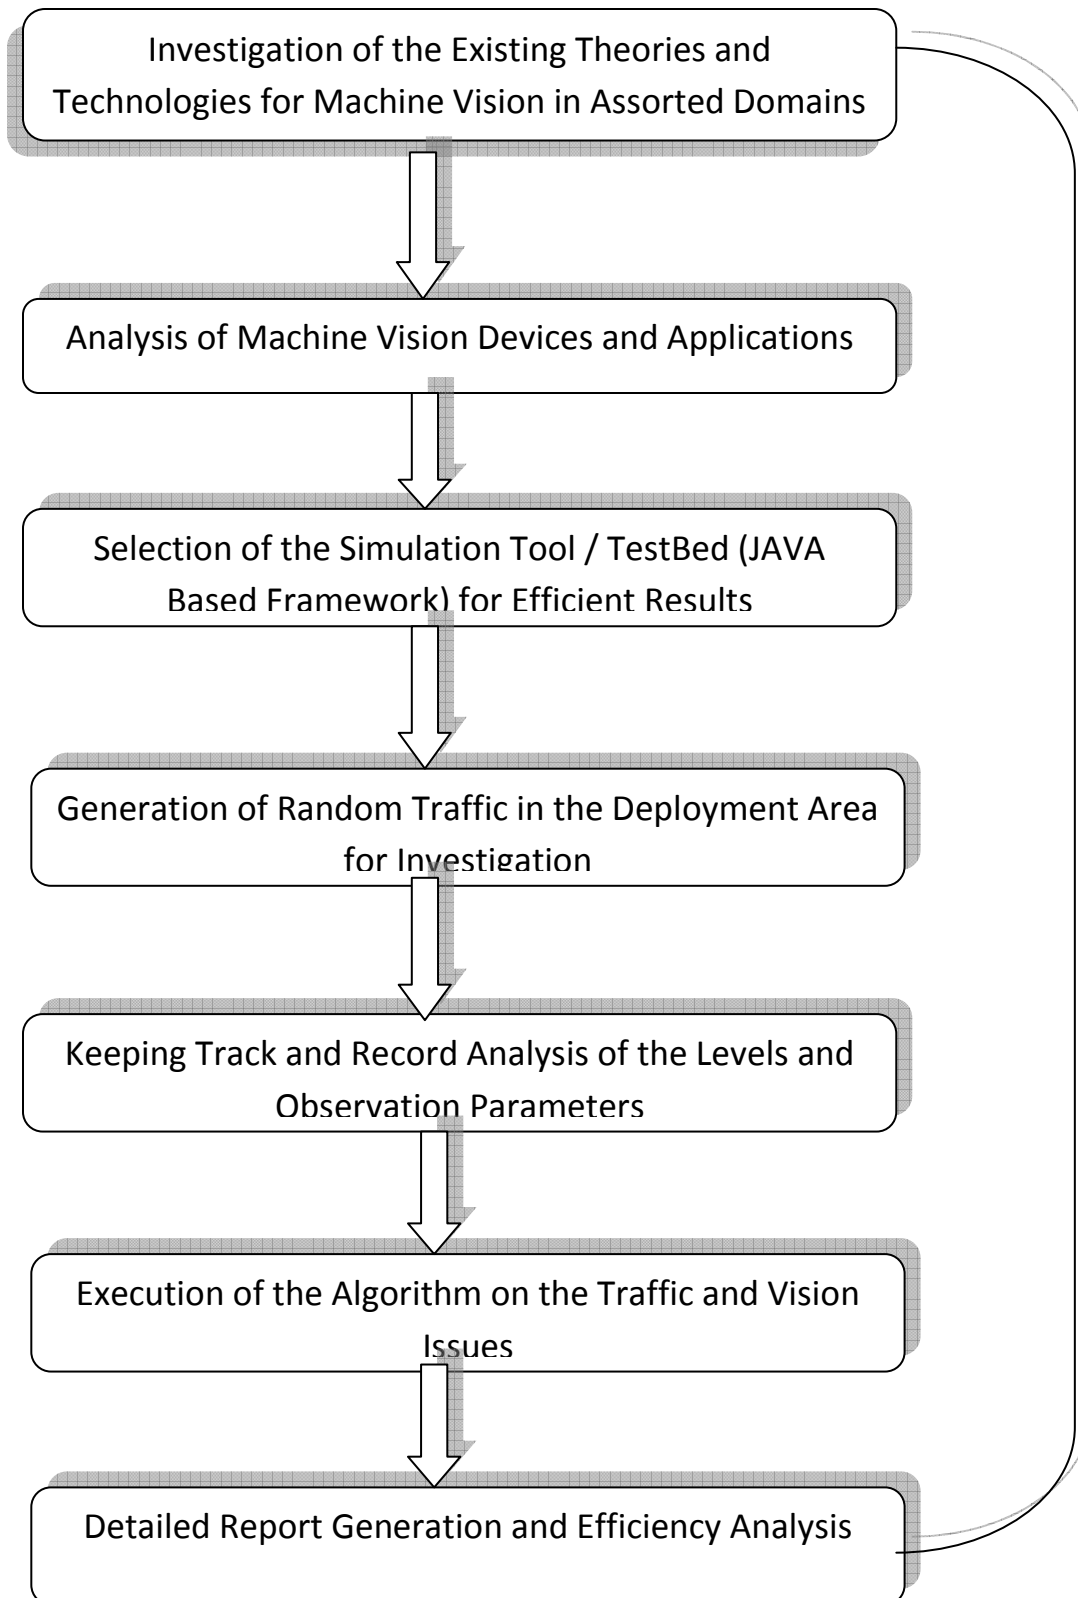 Investigation of the Existing Theories and
Technologies for Machine Vision in Assorted Domains
Analysis of Machine Vision Devices and Applications
Selection of the Simulation Tool / TestBed (JAVA
Based Framework) for Efficient Results
Generation of Random Traffic in the Deployment Area
for Investigation
Keeping Track and Record Analysis of the Levels and
Observation Parameters
Execution of the Algorithm on the Traffic and Vision
Issues
Detailed Report Generation and Efficiency Analysis